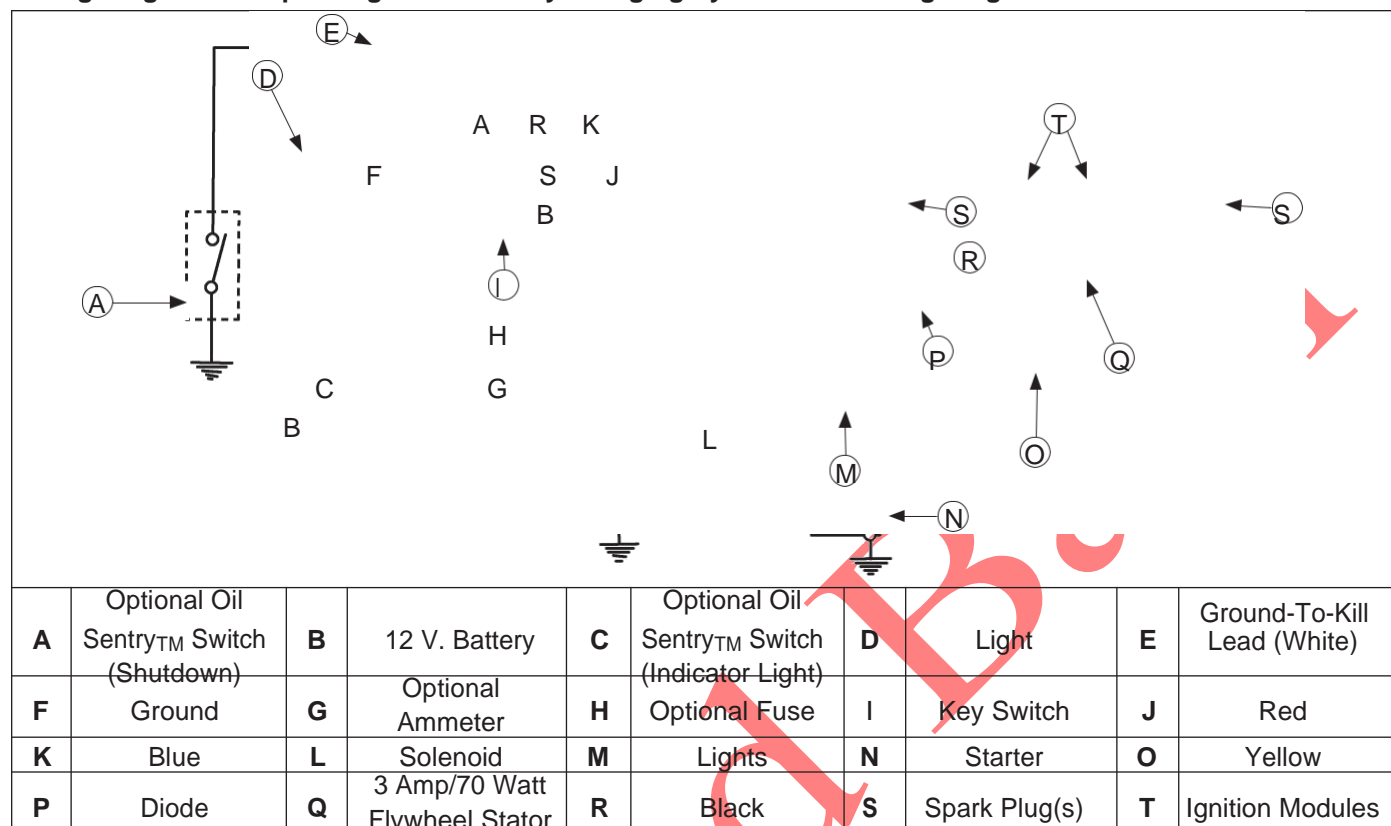 E
D
A R K
T
F S J
B
S S
R
A I
H
P Q
C G
B
L
O
M
N
A Optional Oil Sentry™ Switch (Shutdown) B 12 V. Battery C Optional Oil Sentry™ Switch (Indicator Light) D Light E Ground-To-Kill Lead (White)
F Ground G Optional Ammeter H Optional Fuse I Key Switch J Red
K Blue L Solenoid M Lights N Starter O Yellow
P Diode Q 3 Amp/70 Watt Flywheel Stator R Black S Spark Plug(s) T Ignition Modules